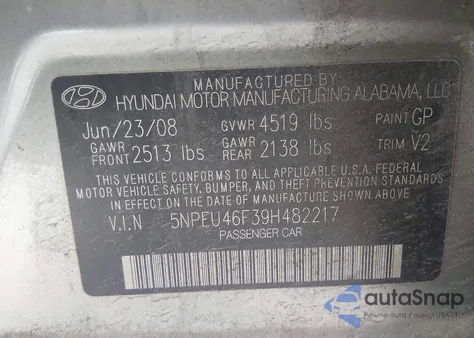 MANUFACTURED BY
HYUNDAI MOTOR MANUFACTURING ALABAMA, LLC
Jun/23/08 GVWR 4519 lbs PAINT GP
GAWR FRONT 2513 lbs GAWR REAR 2138 lbs TRIM V2
THIS VEHICLE CONFORMS TO ALL APPLICABLE U.S. FEDERAL
MOTOR VEHICLE SAFETY, BUMPER, AND THEFT PREVENTION STANDARDS
IN EFFECT ON THE DATE OF MANUFACTURE SHOWN ABOVE.
V.I.N 5NPEU46F39H482217
PASSENGER CAR
autoSnap
Pewne auto z